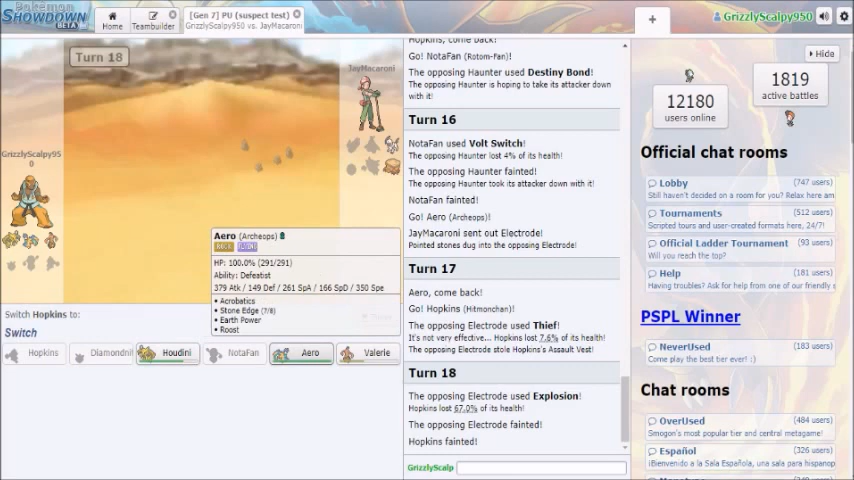 Pokémon
SHOWDOWN
BETA
Home
Teambuilder
[Gen 7] PU (suspect test)
GrizzlyScalpy950 vs. JayMacaroni
+
GrizzlyScalpy950
Turn 18
JayMacaroni
GrizzlyScalpy95
0
Aero (Archeops)
HP: 100.0% (291/291)
Ability: Defeatist
379 Atk / 149 Def / 261 SpA / 166 SpD / 350 Spe
• Acrobatics
• Stone Edge (7/8)
• Earth Power
• Roost
Switch Hopkins to:
Switch
Hopkins
Houdini
NotaFan
Aero
Valerie
Hopkins, come back!
Go! NotaFan (Rotom-Fan)!
The opposing Haunter used Destiny Bond!
The opposing Haunter is hoping to take its attacker down
with it!
Turn 16
NotaFan used Volt Switch!
The opposing Haunter lost 4% of its health!
The opposing Haunter fainted!
The opposing Haunter took its attacker down with it!
NotaFan fainted!
Go! Aero (Archeops)!
JayMacaroni sent out Electrode!
Pointed stones dug into the opposing Electrode!
Turn 17
Aero, come back!
Go! Hopkins (Hitmonchan)!
The opposing Electrode used Thief!
It's not very effective... Hopkins lost 7.6% of its health!
The opposing Electrode stole Hopkins's Assault Vest!
Turn 18
The opposing Electrode used Explosion!
Hopkins lost 67.0% of its health!
The opposing Electrode fainted!
Hopkins fainted!
GrizzlyScalp
Hide
12180
users online
1819
active battles
Official chat rooms
Lobby (747 users)
Still haven't decided on a room for you? Relax here am
Tournaments (512 users)
Scripted tours and user-created formats here, 24/7!
Official Ladder Tournament (93 users)
Will you reach the top?
Help (181 users)
Having troubles? Ask for help from one of our friendly s
PSPL Winner
NeverUsed (183 users)
Come play the best tier ever! :)
Chat rooms
OverUsed (484 users)
Smogon's most popular tier and central metagame!
Español (326 users)
¡Bienvenido a la Sala Española, una sala para hispanop